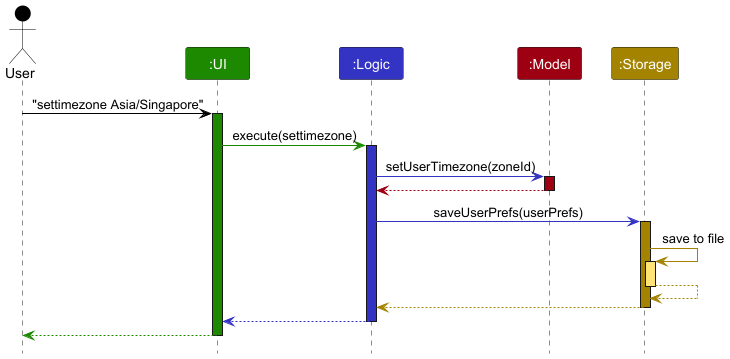 User
:UI
:Logic
:Model
:Storage
"settimezone Asia/Singapore"
execute(settimezone)
setUserTimezone(zoneId)
saveUserPrefs(userPrefs)
save to file